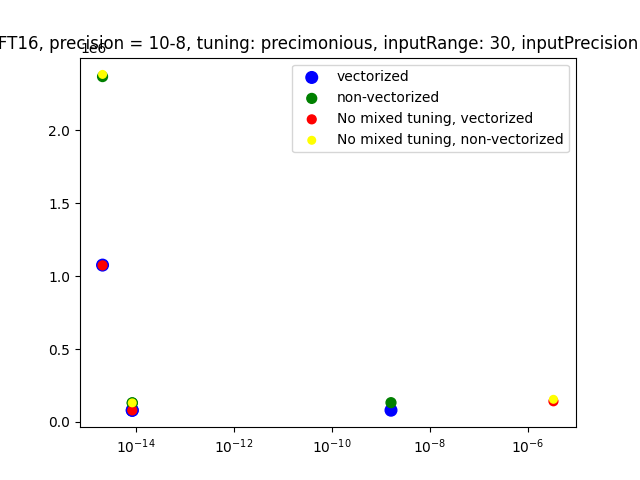 FT16, precision = 10-8, tuning: precimonious, inputRange: 30, inputPrecision
1e6
vectorized
non-vectorized
No mixed tuning, vectorized
No mixed tuning, non-vectorized
2.0
1.5
1.0
0.5
0.0
10⁻¹⁴ 10⁻¹² 10⁻¹⁰ 10⁻⁸ 10⁻⁶